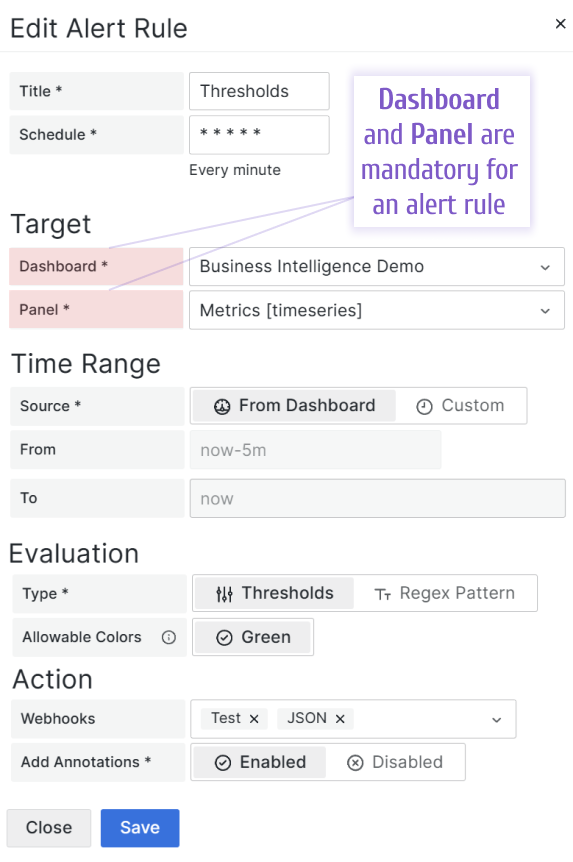 Edit Alert Rule
Title * Thresholds
Schedule * * * * * *
Every minute
Dashboard
and Panel are
mandatory for
an alert rule
Target
Dashboard * Business Intelligence Demo
Panel * Metrics [timeseries]
Time Range
Source * From Dashboard Custom
From now-5m
To now
Evaluation
Type * Thresholds Regex Pattern
Allowable Colors Green
Action
Webhooks Test × JSON ×
Add Annotations * Enabled Disabled
Close Save